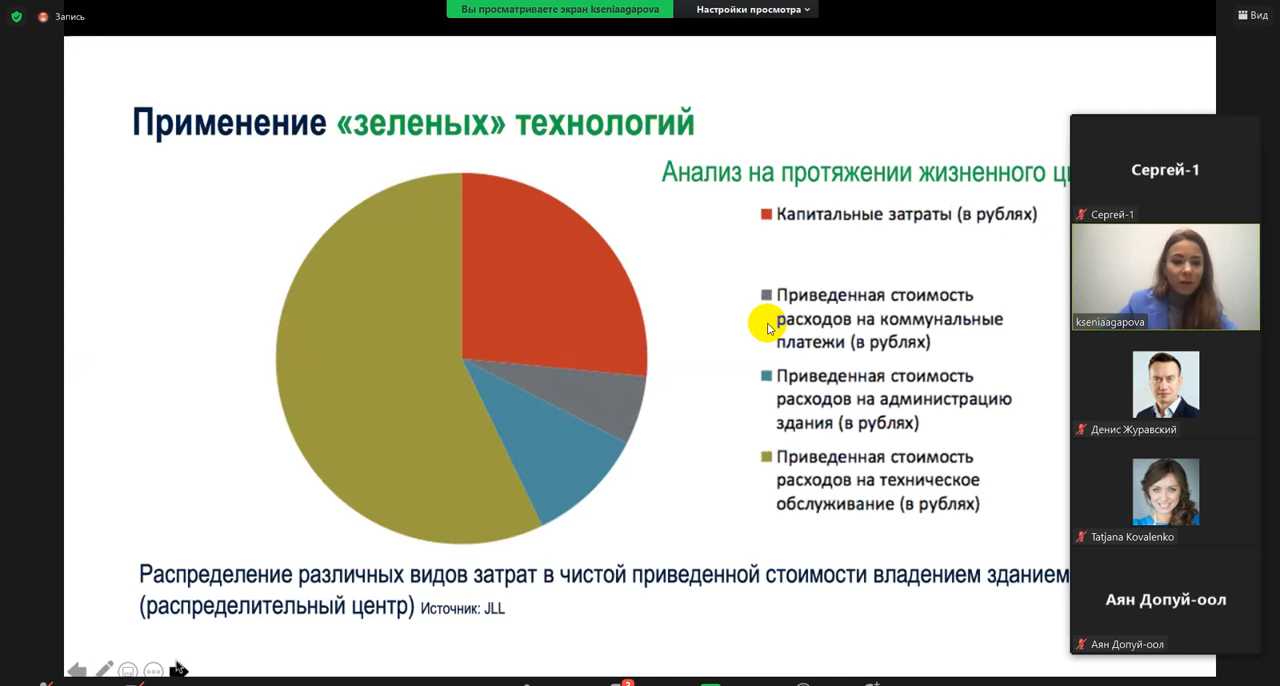 Запись
Вы просматриваете экран kseniaagapova
Настройки просмотра
Вид
Применение «зеленых» технологий
Анализ на протяжении жизненного
Капитальные затраты (в рублях)
Приведенная стоимость
расходов на коммунальные
платежи (в рублях)
Приведенная стоимость
расходов на администрацию
здания (в рублях)
Приведенная стоимость
расходов на техническое
обслуживание (в рублях)
Распределение различных видов затрат в чистой приведенной стоимости владением зданием
(распределительный центр) Источник: JLL
Сергей-1
Сергей-1
kseniaagapova
Денис Журавский
Tatjana Kovalenko
Аян Допуй-оол
Аян Допуй-оол